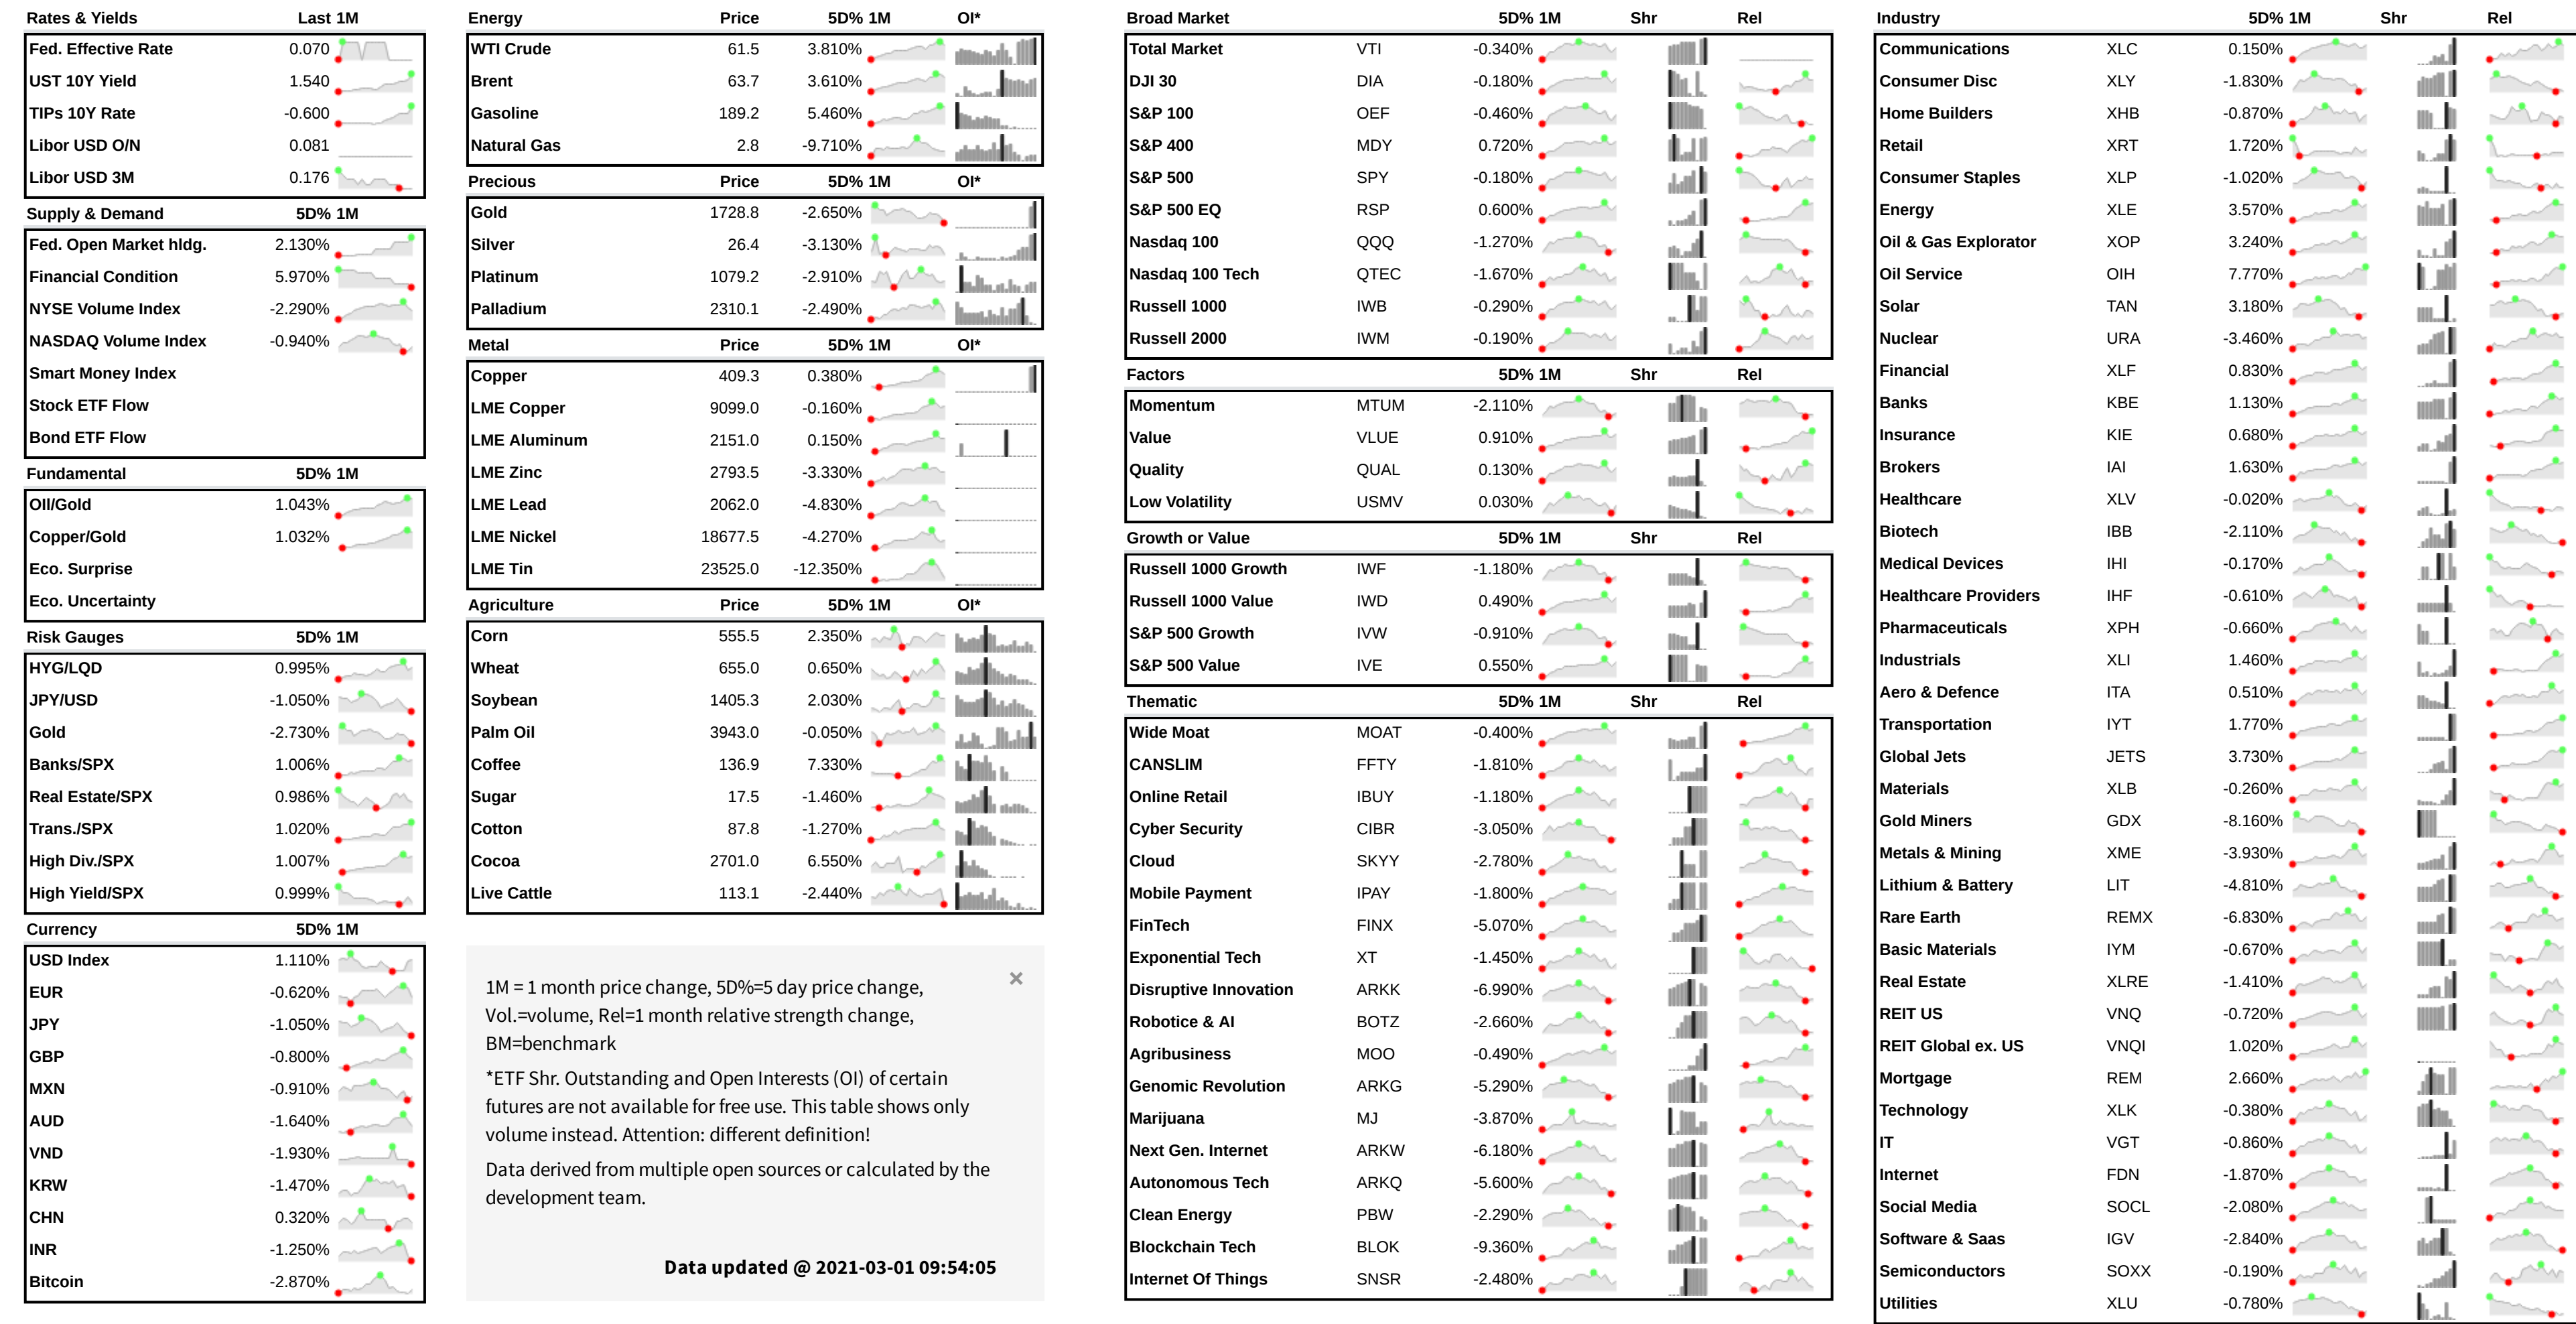 Rates & Yields Last 1M
Fed. Effective Rate 0.070
UST 10Y Yield 1.540
TIPs 10Y Rate -0.600
Libor USD O/N 0.081
Libor USD 3M 0.176
Supply & Demand 5D% 1M
Fed. Open Market hldg. 2.130%
Financial Condition 5.970%
NYSE Volume Index -2.290%
NASDAQ Volume Index -0.940%
Smart Money Index
Stock ETF Flow
Bond ETF Flow
Fundamental 5D% 1M
OIl/Gold 1.043%
Copper/Gold 1.032%
Eco. Surprise
Eco. Uncertainty
Risk Gauges 5D% 1M
HYG/LQD 0.995%
JPY/USD -1.050%
Gold -2.730%
Banks/SPX 1.006%
Real Estate/SPX 0.986%
Trans./SPX 1.020%
High Div./SPX 1.007%
High Yield/SPX 0.999%
Currency 5D% 1M
USD Index 1.110%
EUR -0.620%
JPY -1.050%
GBP -0.800%
MXN -0.910%
AUD -1.640%
VND -1.930%
KRW -1.470%
CHN 0.320%
INR -1.250%
Bitcoin -2.870%
Energy Price 5D% 1M OI*
WTI Crude 61.5 3.810%
Brent 63.7 3.610%
Gasoline 189.2 5.460%
Natural Gas 2.8 -9.710%
Precious Price 5D% 1M OI*
Gold 1728.8 -2.650%
Silver 26.4 -3.130%
Platinum 1079.2 -2.910%
Palladium 2310.1 -2.490%
Metal Price 5D% 1M OI*
Copper 409.3 0.380%
LME Copper 9099.0 -0.160%
LME Aluminum 2151.0 0.150%
LME Zinc 2793.5 -3.330%
LME Lead 2062.0 -4.830%
LME Nickel 18677.5 -4.270%
LME Tin 23525.0 -12.350%
Agriculture Price 5D% 1M OI*
Corn 555.5 2.350%
Wheat 655.0 0.650%
Soybean 1405.3 2.030%
Palm Oil 3943.0 -0.050%
Coffee 136.9 7.330%
Sugar 17.5 -1.460%
Cotton 87.8 -1.270%
Cocoa 2701.0 6.550%
Live Cattle 113.1 -2.440%
×
1M = 1 month price change, 5D%=5 day price change,
Vol.=volume, Rel=1 month relative strength change,
BM=benchmark
*ETF Shr. Outstanding and Open Interests (OI) of certain
futures are not available for free use. This table shows only
volume instead. Attention: different definition!
Data derived from multiple open sources or calculated by the
development team.
Data updated @ 2021-03-01 09:54:05
Broad Market 5D% 1M Shr Rel
Total Market VTI -0.340%
DJI 30 DIA -0.180%
S&P 100 OEF -0.460%
S&P 400 MDY 0.720%
S&P 500 SPY -0.180%
S&P 500 EQ RSP 0.600%
Nasdaq 100 QQQ -1.270%
Nasdaq 100 Tech QTEC -1.670%
Russell 1000 IWB -0.290%
Russell 2000 IWM -0.190%
Factors 5D% 1M Shr Rel
Momentum MTUM -2.110%
Value VLUE 0.910%
Quality QUAL 0.130%
Low Volatility USMV 0.030%
Growth or Value 5D% 1M Shr Rel
Russell 1000 Growth IWF -1.180%
Russell 1000 Value IWD 0.490%
S&P 500 Growth IVW -0.910%
S&P 500 Value IVE 0.550%
Thematic 5D% 1M Shr Rel
Wide Moat MOAT -0.400%
CANSLIM FFTY -1.810%
Online Retail IBUY -1.180%
Cyber Security CIBR -3.050%
Cloud SKYY -2.780%
Mobile Payment IPAY -1.800%
FinTech FINX -5.070%
Exponential Tech XT -1.450%
Disruptive Innovation ARKK -6.990%
Robotice & AI BOTZ -2.660%
Agribusiness MOO -0.490%
Genomic Revolution ARKG -5.290%
Marijuana MJ -3.870%
Next Gen. Internet ARKW -6.180%
Autonomous Tech ARKQ -5.600%
Clean Energy PBW -2.290%
Blockchain Tech BLOK -9.360%
Internet Of Things SNSR -2.480%
Industry 5D% 1M Shr Rel
Communications XLC 0.150%
Consumer Disc XLY -1.830%
Home Builders XHB -0.870%
Retail XRT 1.720%
Consumer Staples XLP -1.020%
Energy XLE 3.570%
Oil & Gas Explorator XOP 3.240%
Oil Service OIH 7.770%
Solar TAN 3.180%
Nuclear URA -3.460%
Financial XLF 0.830%
Banks KBE 1.130%
Insurance KIE 0.680%
Brokers IAI 1.630%
Healthcare XLV -0.020%
Biotech IBB -2.110%
Medical Devices IHI -0.170%
Healthcare Providers IHF -0.610%
Pharmaceuticals XPH -0.660%
Industrials XLI 1.460%
Aero & Defence ITA 0.510%
Transportation IYT 1.770%
Global Jets JETS 3.730%
Materials XLB -0.260%
Gold Miners GDX -8.160%
Metals & Mining XME -3.930%
Lithium & Battery LIT -4.810%
Rare Earth REMX -6.830%
Basic Materials IYM -0.670%
Real Estate XLRE -1.410%
REIT US VNQ -0.720%
REIT Global ex. US VNQI 1.020%
Mortgage REM 2.660%
Technology XLK -0.380%
IT VGT -0.860%
Internet FDN -1.870%
Social Media SOCL -2.080%
Software & Saas IGV -2.840%
Semiconductors SOXX -0.190%
Utilities XLU -0.780%